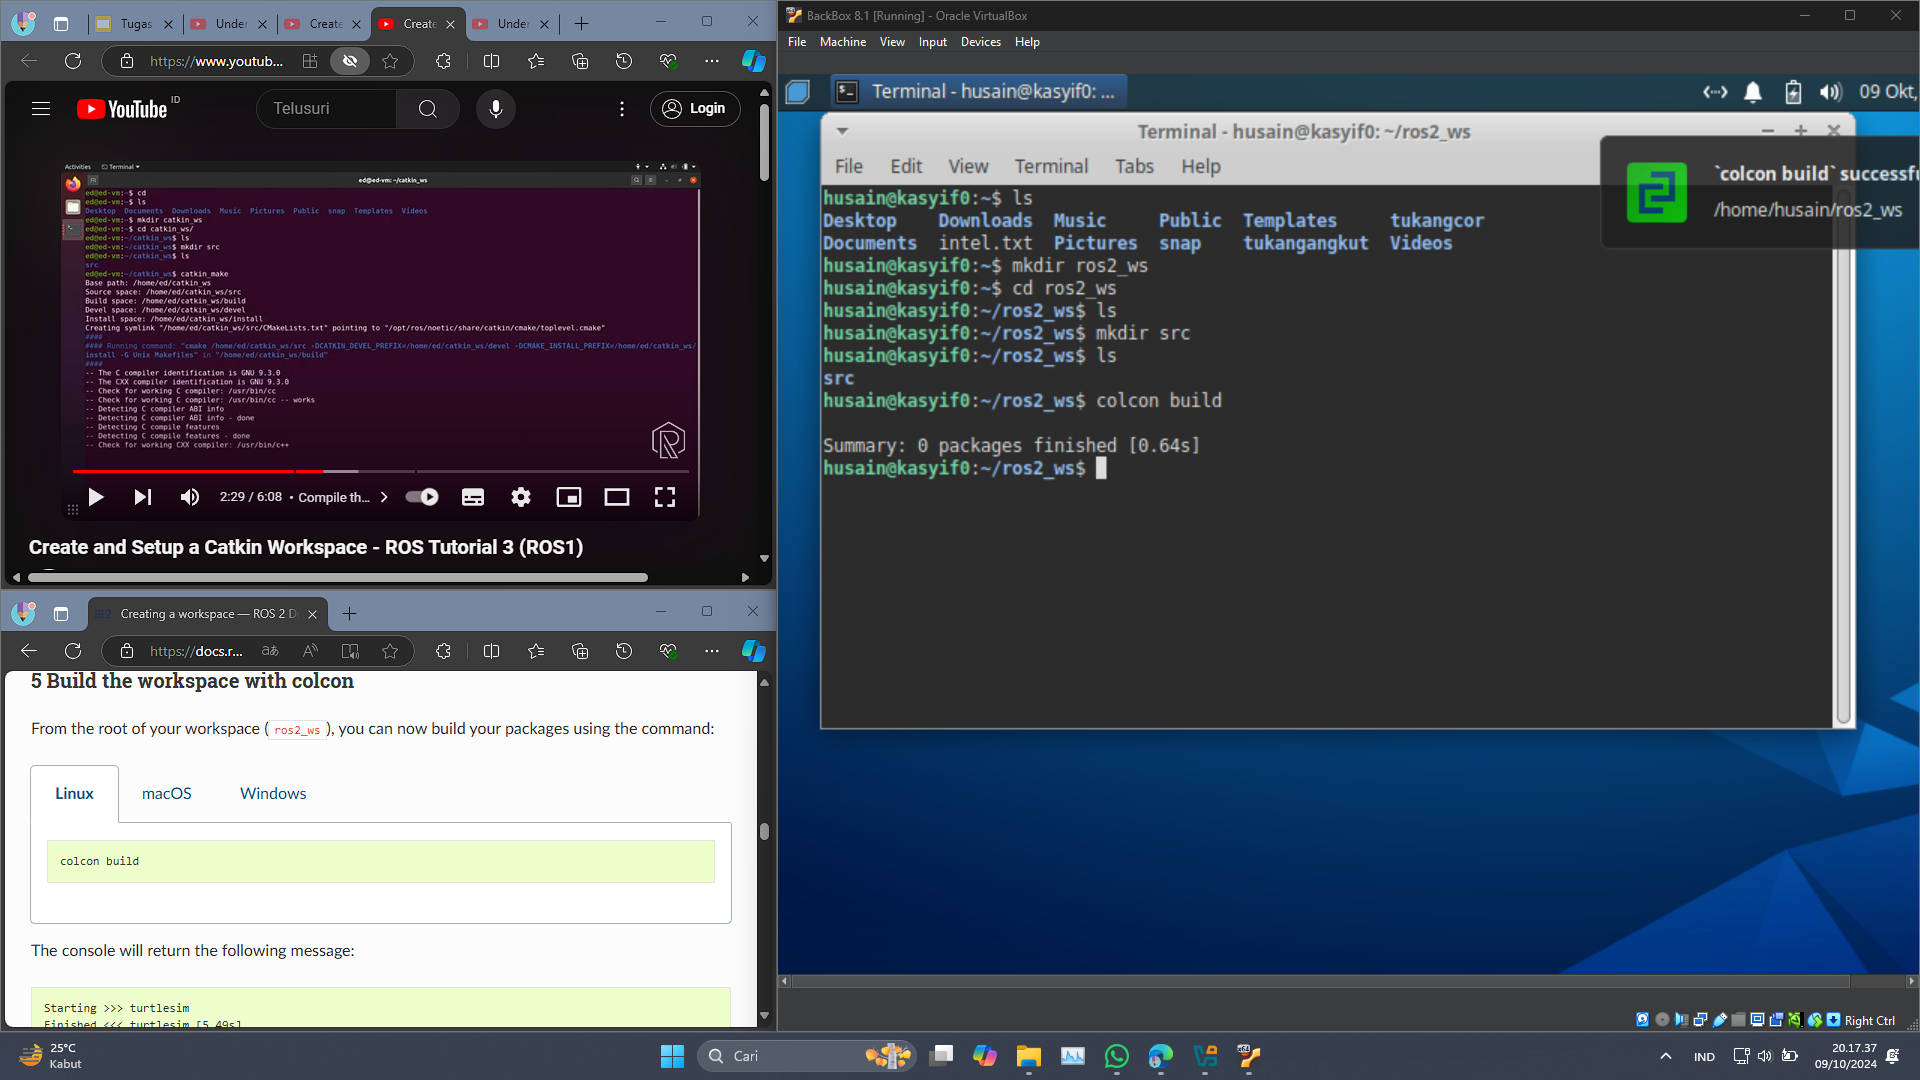 Tugas
Under
Create
Create
Under
https://www.youtub...
YouTube ID
Telusuri
Login
Activities
Terminal
ed@ed-vm: ~/catkin_ws
ed@ed-vm:~$ cd
ed@ed-vm:~$ ls
Desktop Documents Downloads Music Pictures Public snap Templates Videos
ed@ed-vm:~$ mkdir catkin_ws
ed@ed-vm:~$ cd catkin_ws/
ed@ed-vm:~/catkin_ws$ ls
ed@ed-vm:~/catkin_ws$ mkdir src
ed@ed-vm:~/catkin_ws$ ls
src
ed@ed-vm:~/catkin_ws$ catkin_make
Base path: /home/ed/catkin_ws
Source space: /home/ed/catkin_ws/src
Build space: /home/ed/catkin_ws/build
Devel space: /home/ed/catkin_ws/devel
Install space: /home/ed/catkin_ws/install
Creating symlink "/home/ed/catkin_ws/src/CMakeLists.txt" pointing to "/opt/ros/noetic/share/catkin/cmake/toplevel.cmake"
####
#### Running command: "cmake /home/ed/catkin_ws/src -DCATKIN_DEVEL_PREFIX=/home/ed/catkin_ws/devel -DCMAKE_INSTALL_PREFIX=/home/ed/catkin_ws/
install -G Unix Makefiles" in "/home/ed/catkin_ws/build"
####
-- The C compiler identification is GNU 9.3.0
-- The CXX compiler identification is GNU 9.3.0
-- Check for working C compiler: /usr/bin/cc
-- Check for working C compiler: /usr/bin/cc -- works
-- Detecting C compiler ABI info
-- Detecting C compiler ABI info - done
-- Detecting C compile features
-- Detecting C compile features - done
-- Check for working CXX compiler: /usr/bin/c++
2:29 / 6:08 • Compile th...
Create and Setup a Catkin Workspace - ROS Tutorial 3 (ROS1)
Creating a workspace — ROS 2 D
https://docs.r...
5 Build the workspace with colcon
From the root of your workspace (ros2_ws), you can now build your packages using the command:
Linux macOS Windows
colcon build
The console will return the following message:
Starting >>> turtlesim
Finished <<< turtlesim [5.49s]
BackBox 8.1 [Running] - Oracle VirtualBox
File Machine View Input Devices Help
Terminal - husain@kasyif0: ...
09 Okt,
Terminal - husain@kasyif0: ~/ros2_ws
File Edit View Terminal Tabs Help
`colcon build` successfu
/home/husain/ros2_ws
husain@kasyif0:~$ ls
Desktop Downloads Music Public Templates tukangcor
Documents intel.txt Pictures snap tukangangkut Videos
husain@kasyif0:~$ mkdir ros2_ws
husain@kasyif0:~$ cd ros2_ws
husain@kasyif0:~/ros2_ws$ ls
husain@kasyif0:~/ros2_ws$ mkdir src
husain@kasyif0:~/ros2_ws$ ls
src
husain@kasyif0:~/ros2_ws$ colcon build
Summary: 0 packages finished [0.64s]
husain@kasyif0:~/ros2_ws$
Right Ctrl
25°C
Kabut
Cari
IND
20.17.37
09/10/2024